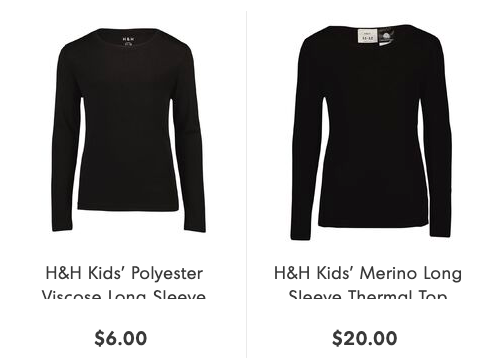 H&H
H&H Kids' Polyester
Viscose Long Sleeve
$6.00
H&H Kids' Merino Long
Sleeve Thermal Top
$20.00